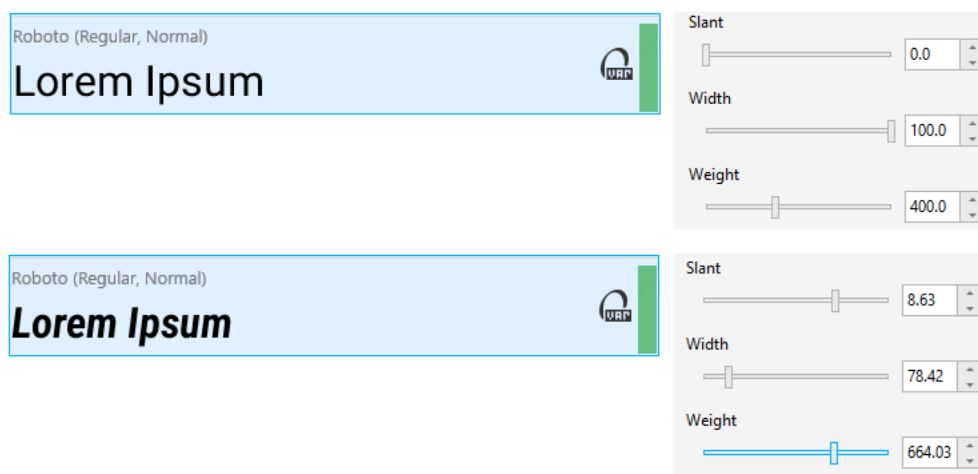 Roboto (Regular, Normal)
Lorem Ipsum
VAR
Slant
0.0
Width
100.0
Weight
400.0
Roboto (Regular, Normal)
Lorem Ipsum
VAR
Slant
8.63
Width
78.42
Weight
664.03